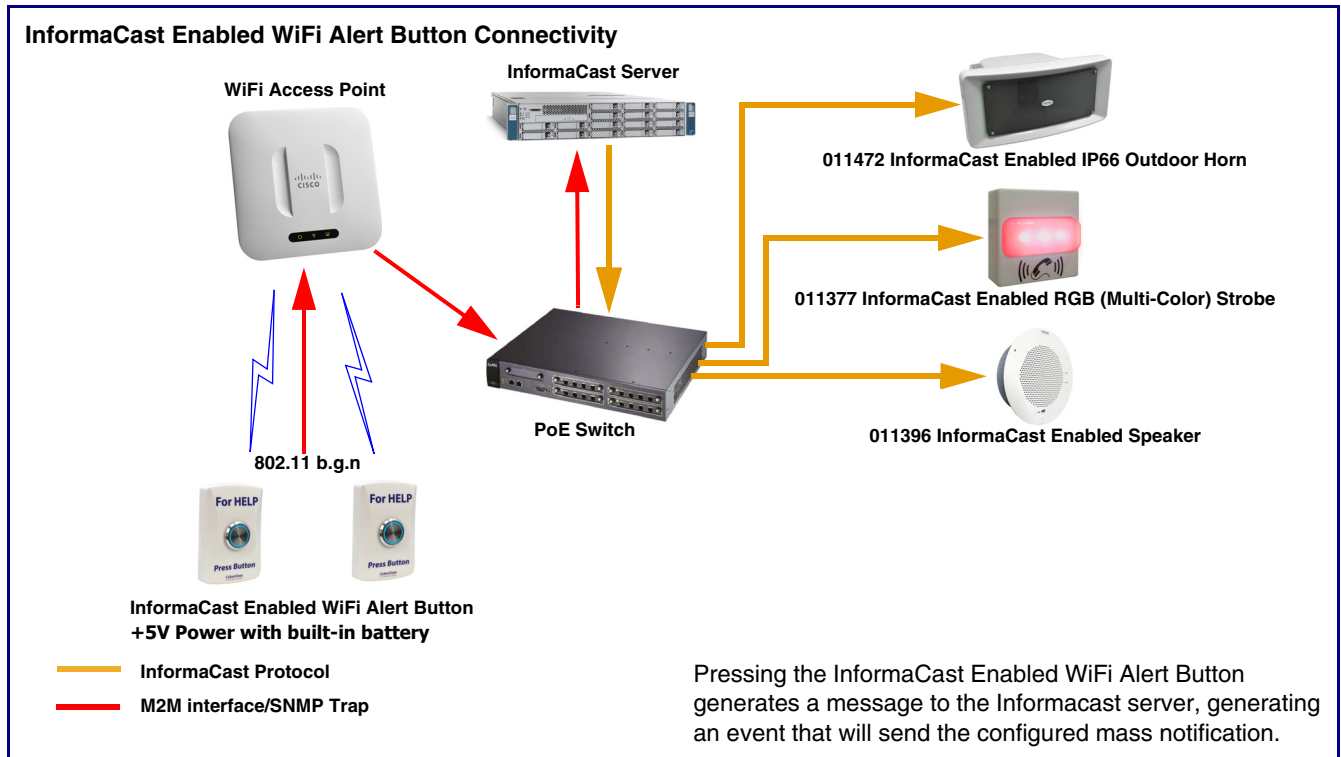 InformaCast Enabled WiFi Alert Button Connectivity
InformaCast Server
WiFi Access Point
CISCO
011472 InformaCast Enabled IP66 Outdoor Horn
011377 InformaCast Enabled RGB (Multi-Color) Strobe
PoE Switch
011396 InformaCast Enabled Speaker
802.11 b.g.n
For HELP
Press Button
For HELP
Press Button
InformaCast Enabled WiFi Alert Button
+5V Power with built-in battery
InformaCast Protocol
M2M interface/SNMP Trap
Pressing the InformaCast Enabled WiFi Alert Button
generates a message to the Informacast server, generating
an event that will send the configured mass notification.